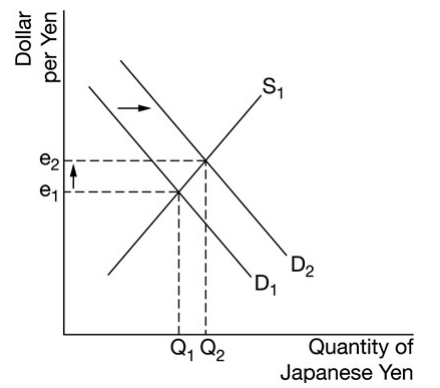 Dollar
per Yen
S₁
e₂
e₁
D₂
D₁
Q₁ Q₂
Quantity of
Japanese Yen